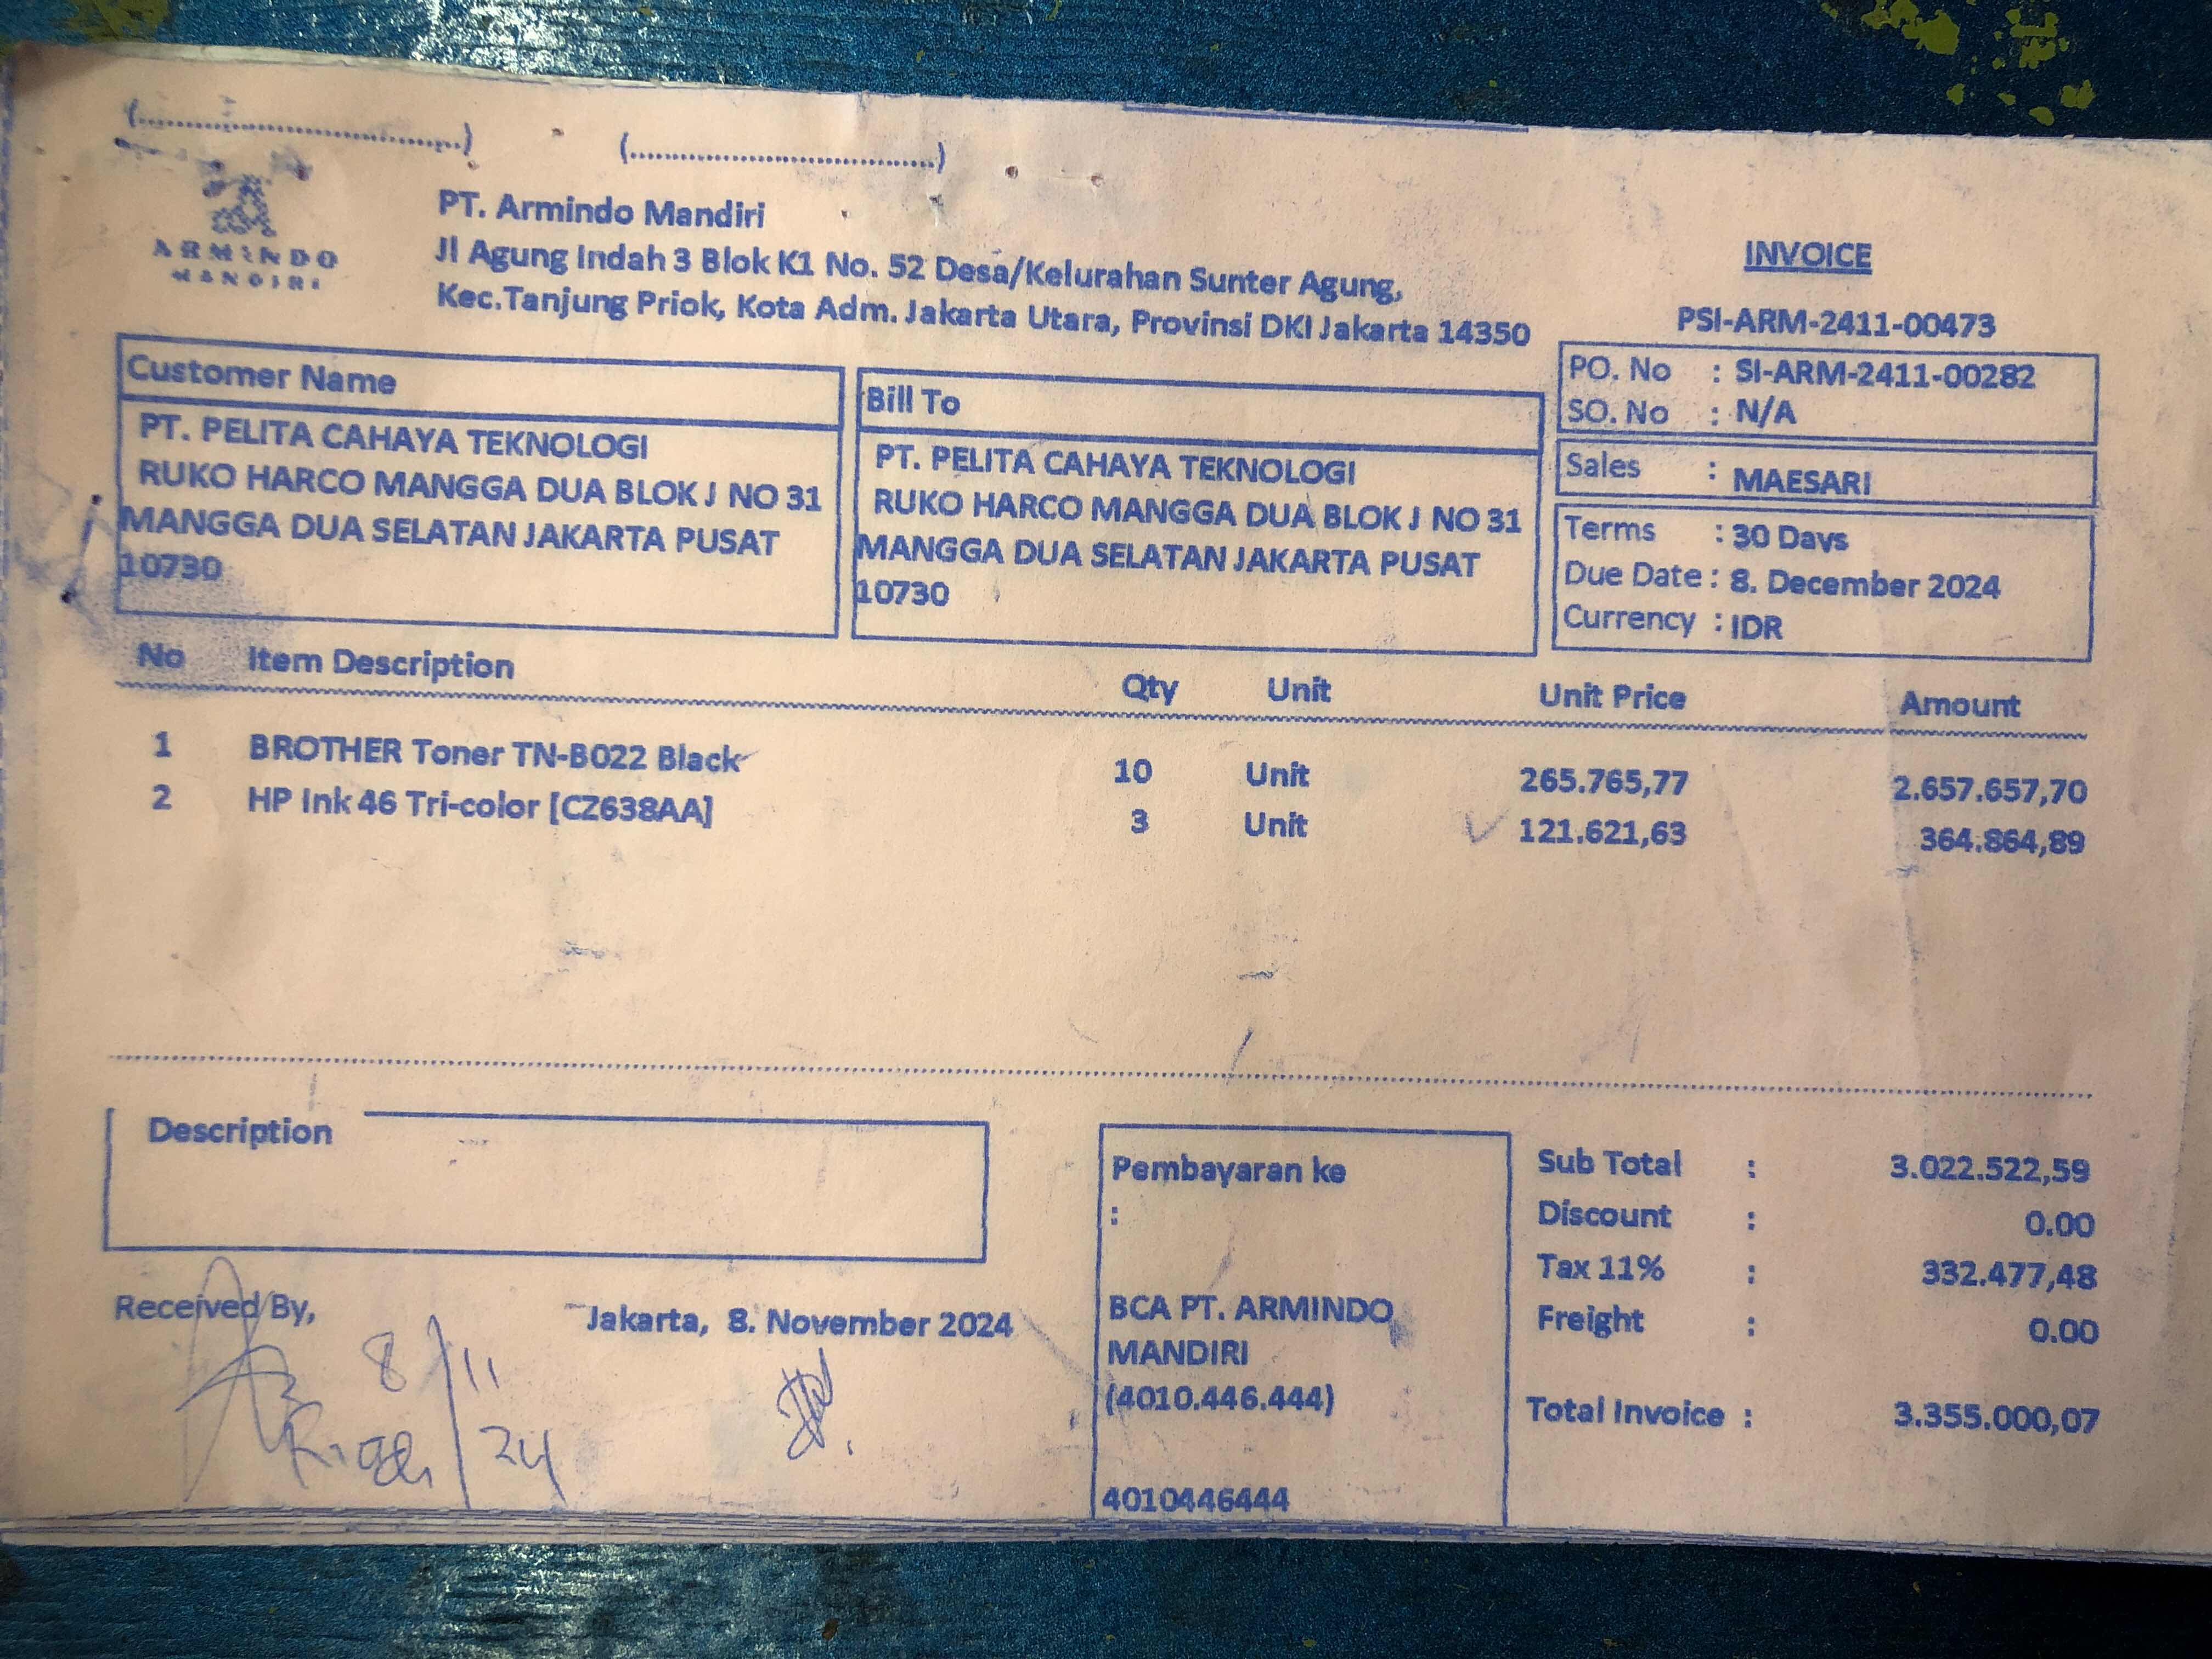 (................................)
(................................)
ARMINDO
MANDIRI
PT. Armindo Mandiri
Jl Agung Indah 3 Blok K1 No. 52 Desa/Kelurahan Sunter Agung,
Kec.Tanjung Priok, Kota Adm. Jakarta Utara, Provinsi DKI Jakarta 14350
INVOICE
PSI-ARM-2411-00473
PO. No : SI-ARM-2411-00282
SO. No : N/A
Sales : MAESARI
Terms : 30 Days
Due Date : 8. December 2024
Currency : IDR
Customer Name
PT. PELITA CAHAYA TEKNOLOGI
RUKO HARCO MANGGA DUA BLOK J NO 31
MANGGA DUA SELATAN JAKARTA PUSAT
10730
Bill To
PT. PELITA CAHAYA TEKNOLOGI
RUKO HARCO MANGGA DUA BLOK J NO 31
MANGGA DUA SELATAN JAKARTA PUSAT
10730
No Item Description Qty Unit Unit Price Amount
1 BROTHER Toner TN-B022 Black 10 Unit 265.765,77 2.657.657,70
2 HP Ink 46 Tri-color [CZ638AA] 3 Unit 121.621,63 364.864,89
Description
Received By,
8/11
24
Jakarta, 8. November 2024
Pembayaran ke
:
BCA PT. ARMINDO
MANDIRI
(4010.446.444)
4010446444
Sub Total : 3.022.522,59
Discount : 0.00
Tax 11% : 332.477,48
Freight : 0.00
Total Invoice : 3.355.000,07